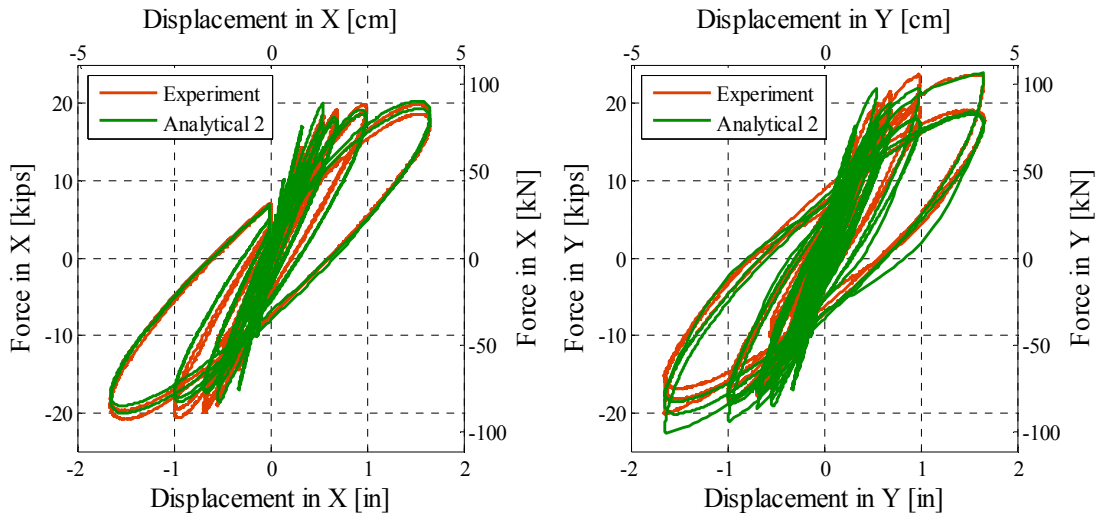 Displacement in X [cm]
-5 0 5
Experiment
Analytical 2
Force in X [kips]
20
10
0
-10
-20
100
50
0
-50
-100
Force in X [kN]
-2 -1 0 1 2
Displacement in X [in]
Displacement in Y [cm]
-5 0 5
Experiment
Analytical 2
Force in Y [kips]
20
10
0
-10
-20
100
50
0
-50
-100
Force in Y [kN]
-2 -1 0 1 2
Displacement in Y [in]